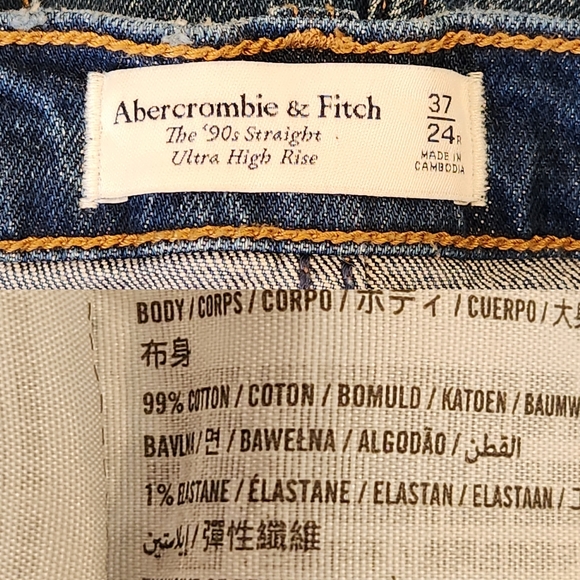 Abercrombie & Fitch
The '90s Straight
Ultra High Rise
37
24R
MADE IN
CAMBODIA
BODY / CORPS / CORPO / ボディ / CUERPO / 大
布身
99% COTTON / COTON / BOMULD / KATOEN / BAUMW
BAVLNA / 면 / BAWEŁNA / ALGODÃO / القطن
1% ELASTANE / ÉLASTANE / ELASTAN / ELASTAAN /
إيلاستين / 彈性纖維